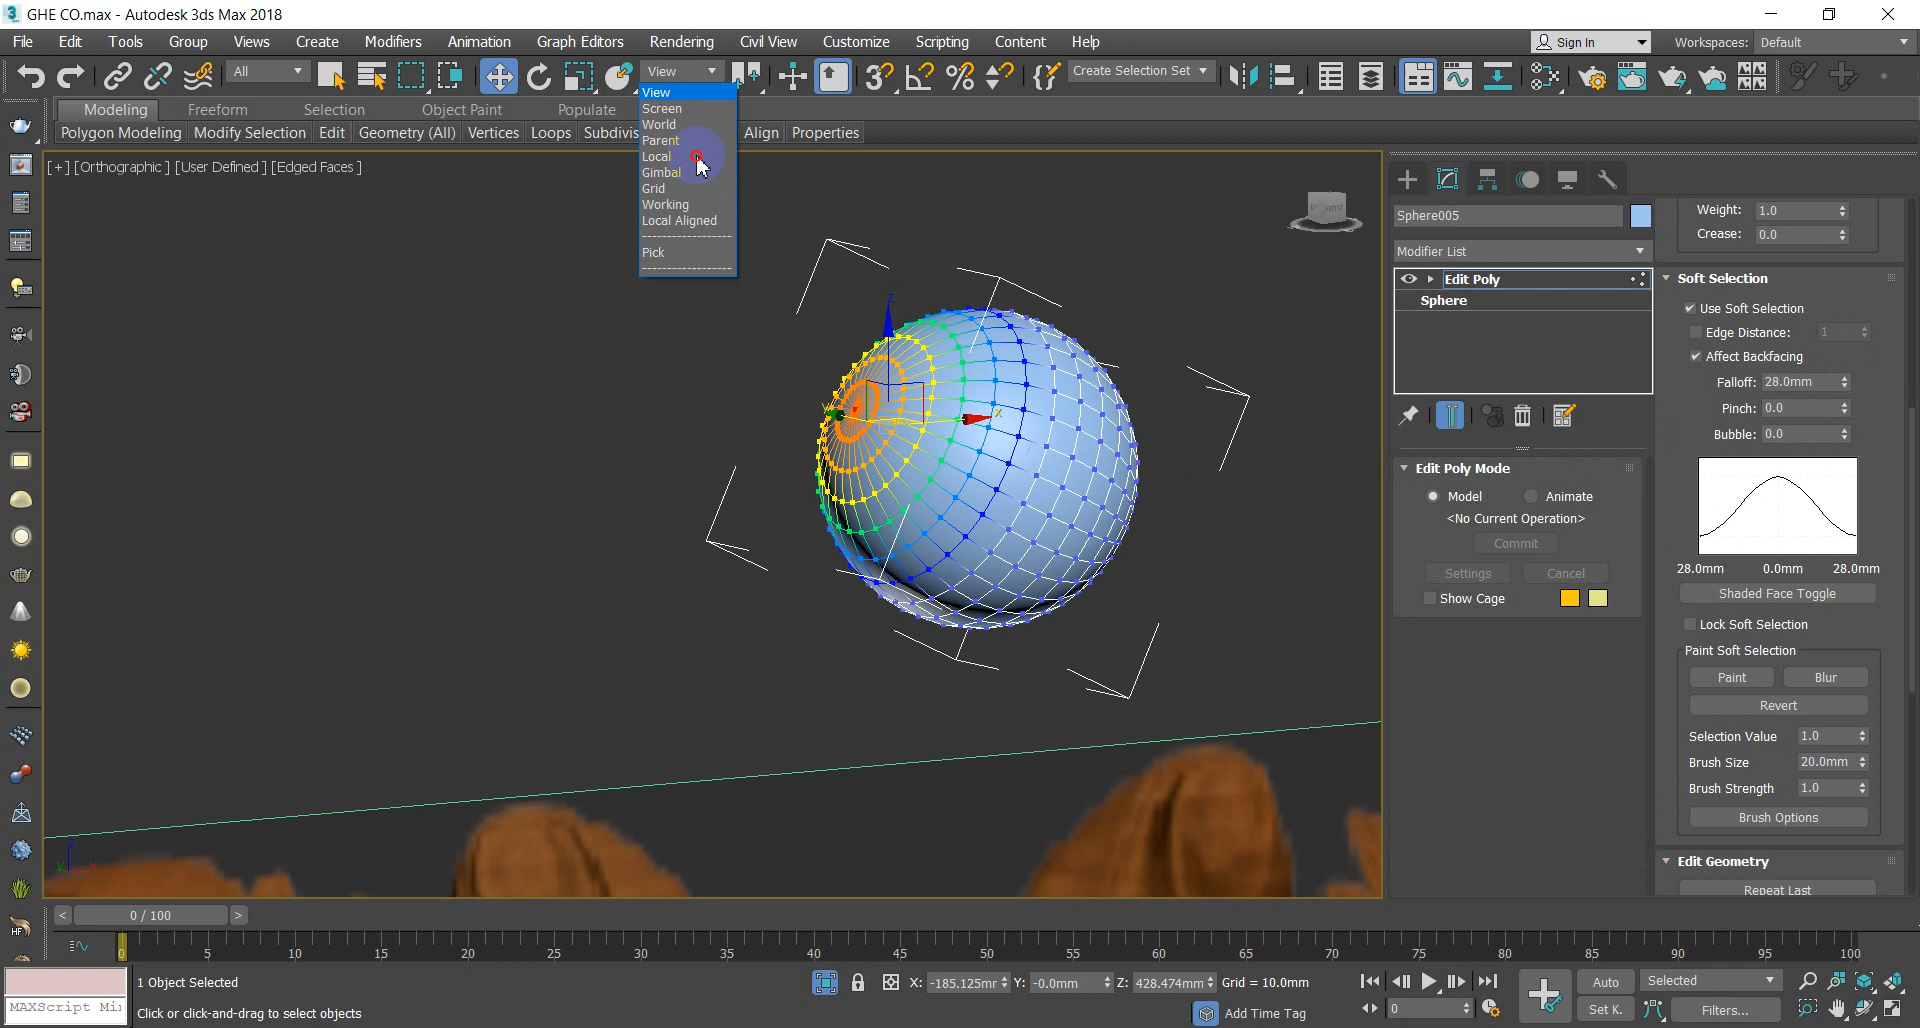 GHE CO.max - Autodesk 3ds Max 2018
File Edit Tools Group Views Create Modifiers Animation Graph Editors Rendering Civil View Customize Scripting Content Help
Sign In Workspaces: Default
All View Create Selection Set
Modeling Freeform Selection Object Paint Populate
Polygon Modeling Modify Selection Edit Geometry (All) Vertices Loops Subdivis Align Properties
View
Screen
World
Parent
Local
Gimbal
Grid
Working
Local Aligned
Pick
[+] [Orthographic ] [User Defined ] [Edged Faces ]
FRONT
Z
Y
X
Sphere005
Modifier List
Edit Poly
Sphere
Edit Poly Mode
Model Animate
<No Current Operation>
Commit
Settings Cancel
Show Cage
Weight: 1.0
Crease: 0.0
Soft Selection
Use Soft Selection
Edge Distance: 1
Affect Backfacing
Falloff: 28.0mm
Pinch: 0.0
Bubble: 0.0
28.0mm 0.0mm 28.0mm
Shaded Face Toggle
Lock Soft Selection
Paint Soft Selection
Paint Blur
Revert
Selection Value 1.0
Brush Size 20.0mm
Brush Strength 1.0
Brush Options
Edit Geometry
Repeat Last
HF
< 0 / 100 >
0 5 10 15 20 25 30 35 40 45 50 55 60 65 70 75 80 85 90 95 100
1 Object Selected
X: -185.125mr Y: -0.0mm Z: 428.474mm Grid = 10.0mm
Auto Selected
MAXScript Mi
Click or click-and-drag to select objects
Add Time Tag
0
Set K. Filters...